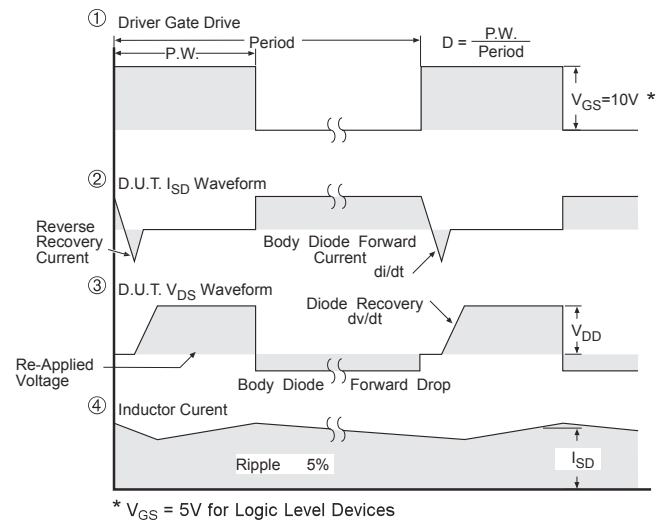 ① Driver Gate Drive
Period
P.W.
D = P.W. / Period
V_GS=10V *
② D.U.T. I_SD Waveform
Reverse
Recovery
Current
Body Diode Forward
Current
di/dt
③ D.U.T. V_DS Waveform
Diode Recovery
dv/dt
V_DD
Re-Applied
Voltage
Body Diode Forward Drop
④ Inductor Curent
Ripple 5%
I_SD
* V_GS = 5V for Logic Level Devices